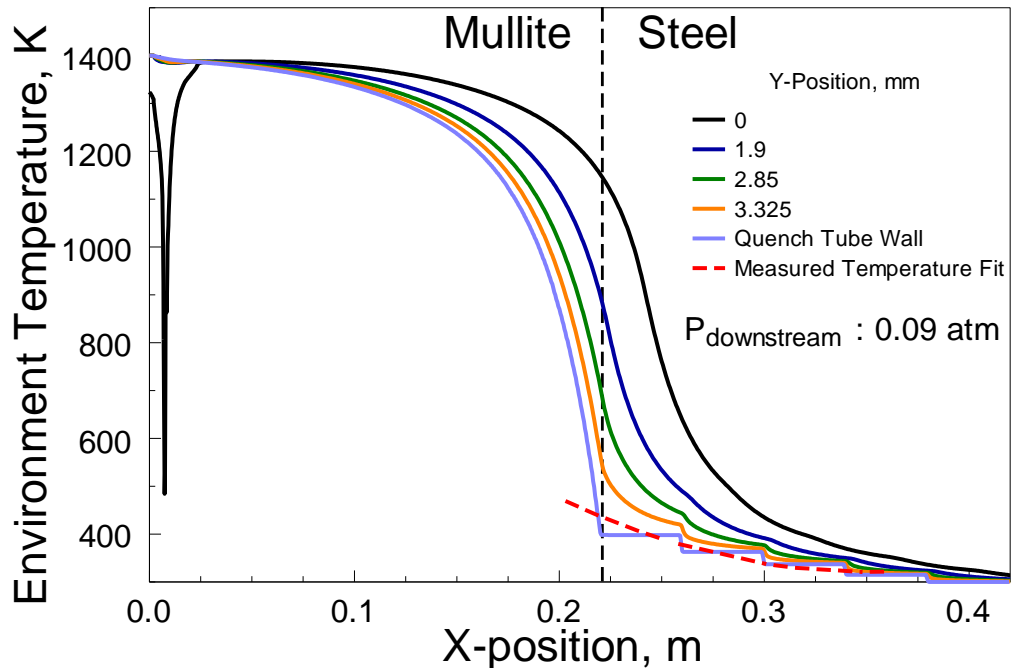 Mullite Steel
Y-Position, mm
0
1.9
2.85
3.325
Quench Tube Wall
Measured Temperature Fit
Pdownstream : 0.09 atm
Environment Temperature, K
1400
1200
1000
800
600
400
0.0 0.1 0.2 0.3 0.4
X-position, m